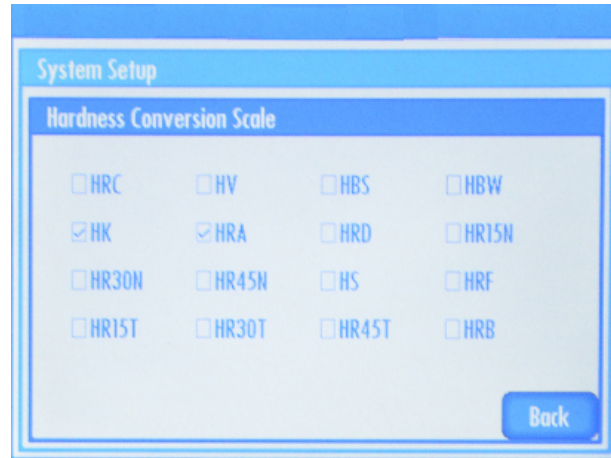 System Setup
Hardness Conversion Scale
HRC HV HBS HBW
HK HRA HRD HR15N
HR30N HR45N HS HRF
HR15T HR30T HR45T HRB
Back